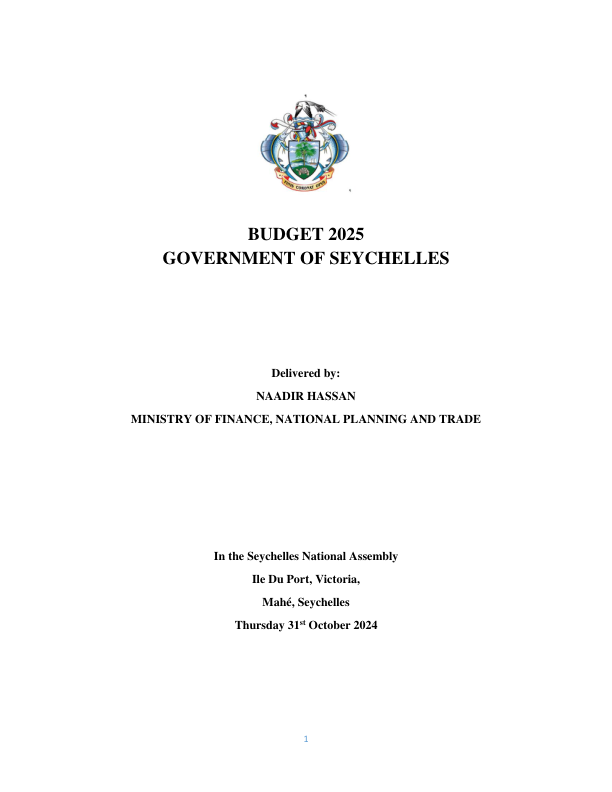 BUDGET 2025
GOVERNMENT OF SEYCHELLES
Delivered by:
NAADIR HASSAN
MINISTRY OF FINANCE, NATIONAL PLANNING AND TRADE
In the Seychelles National Assembly
Ile Du Port, Victoria,
Mahé, Seychelles
Thursday 31st October 2024
1